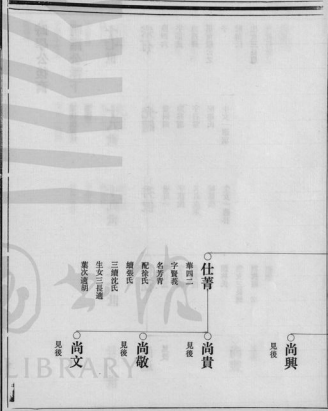 仕菁
華四二
字賢義
名芳青
配徐氏
續張氏
三續沈氏
生女三長適
葉次適胡
尚興
見後
尚貴
見後
尚敬
見後
尚文
見後
LIBRARY